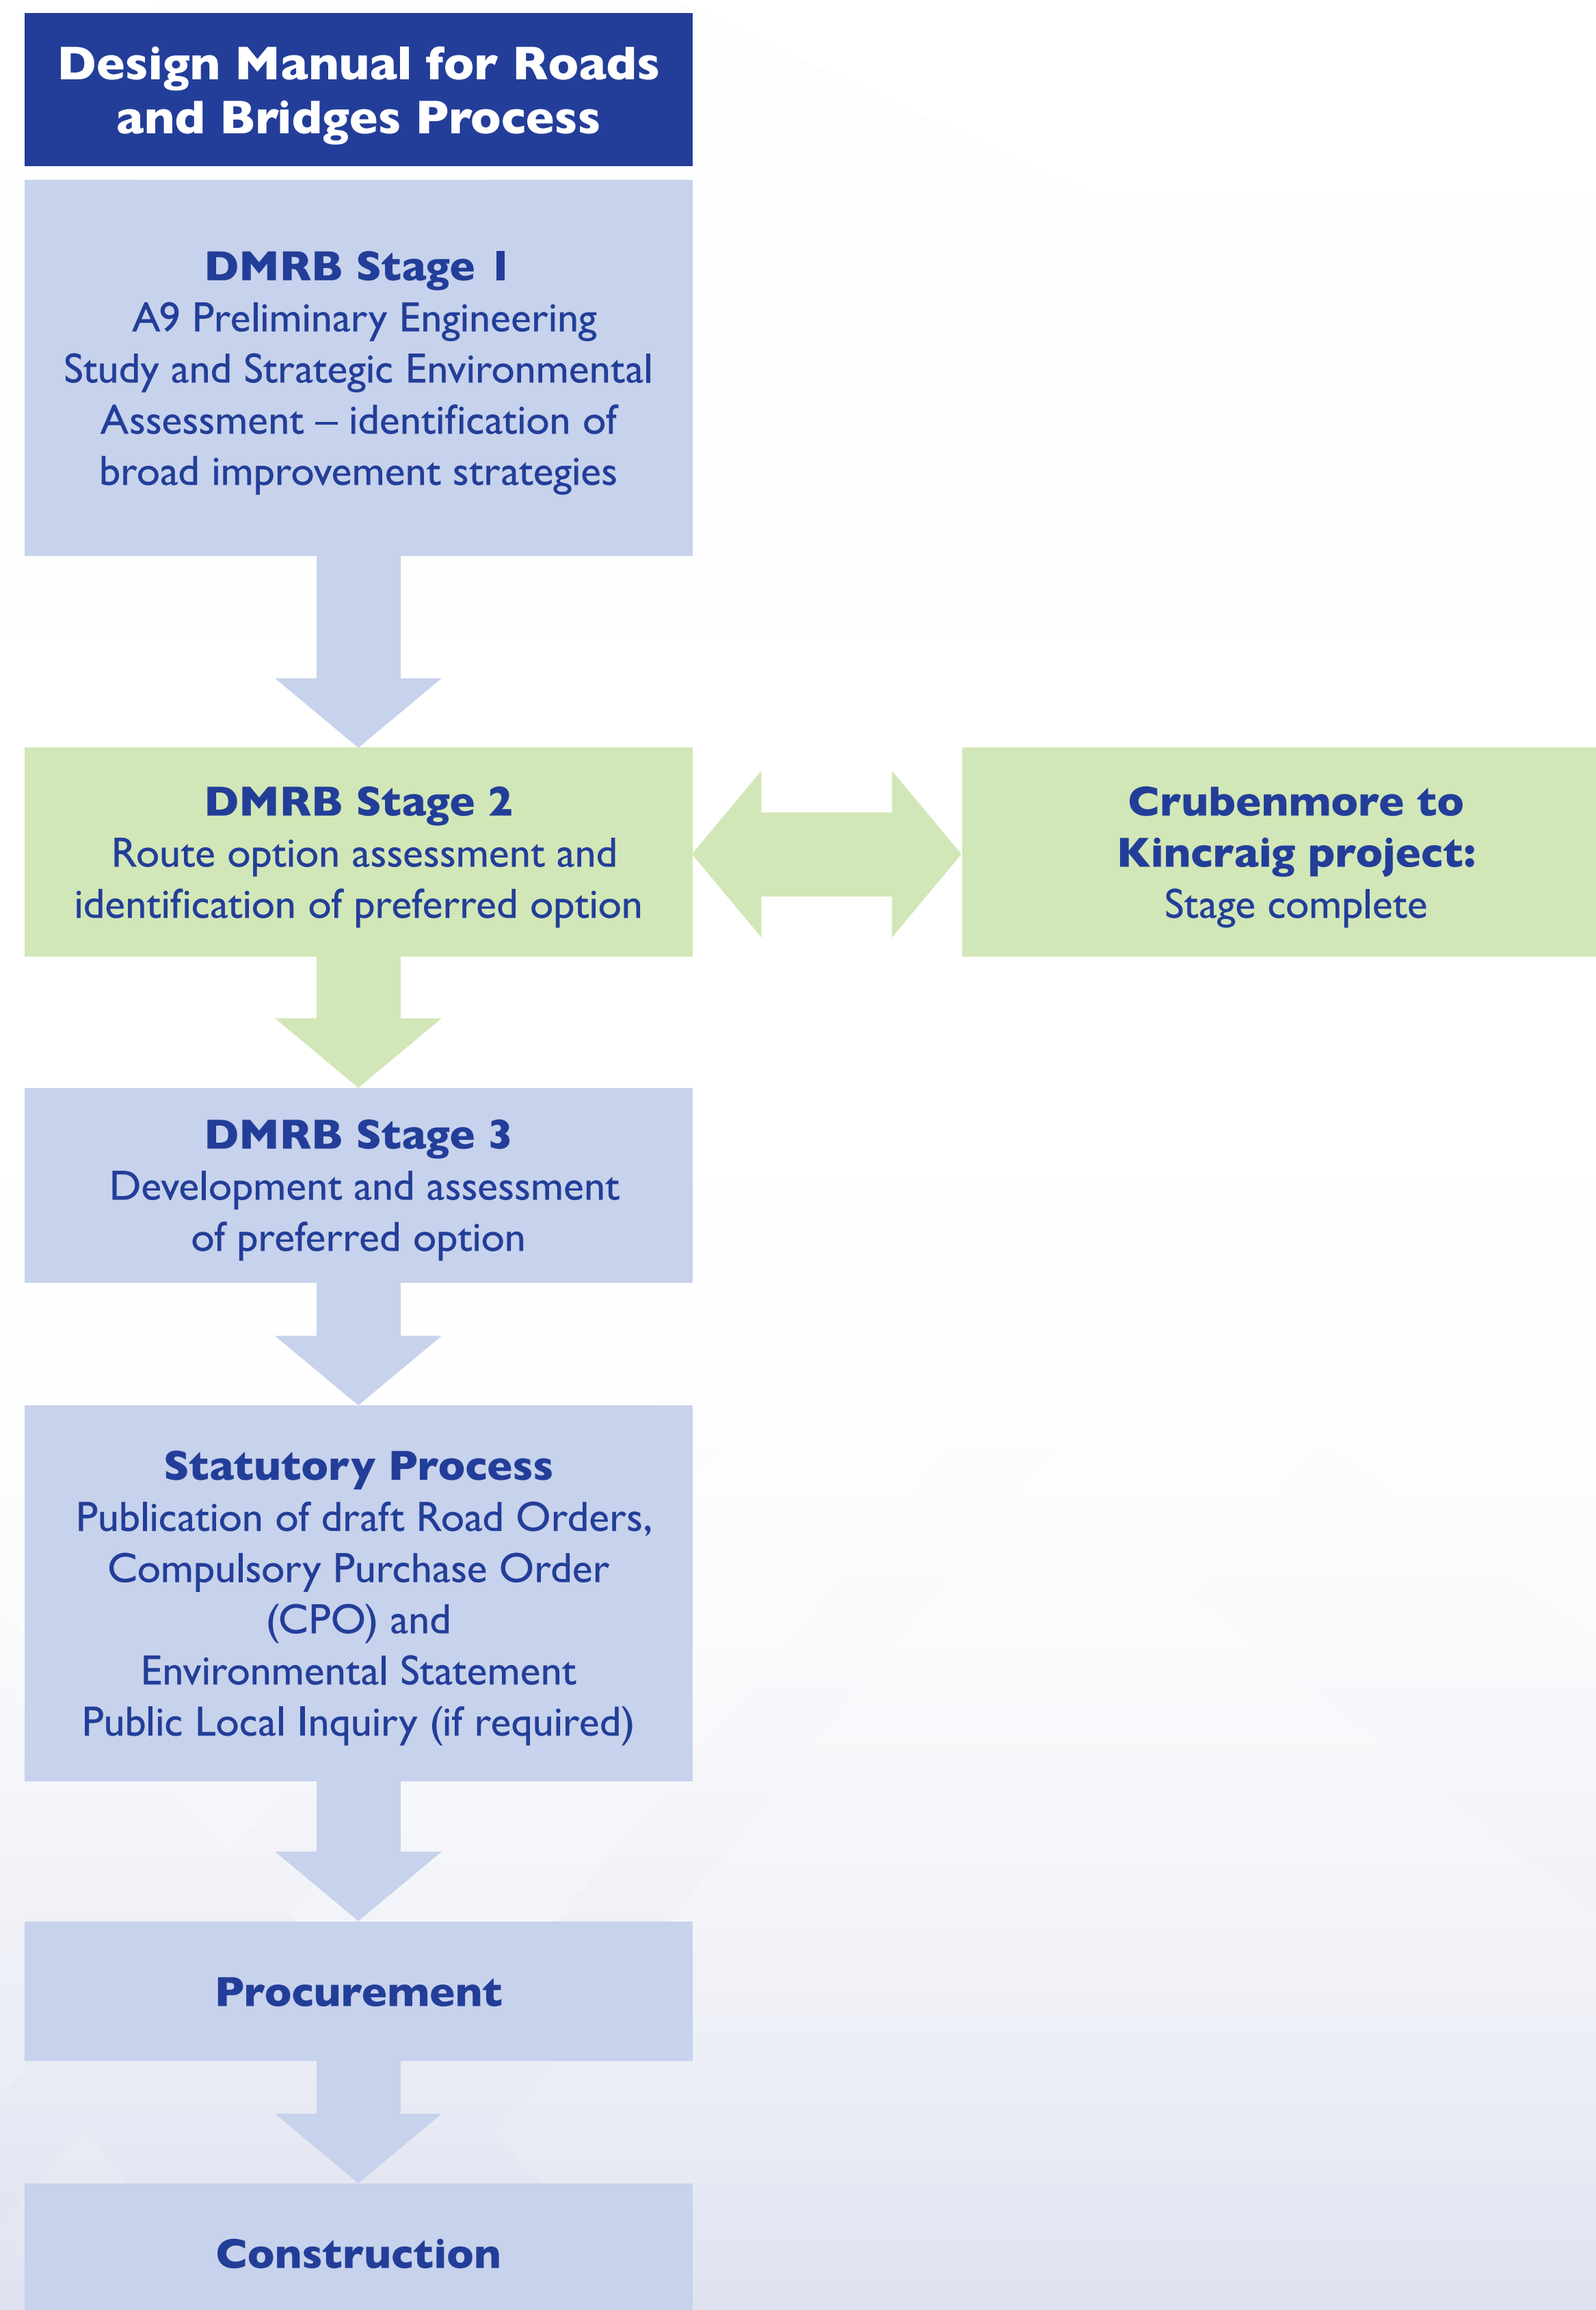 Design Manual for Roads
and Bridges Process
DMRB Stage 1
A9 Preliminary Engineering
Study and Strategic Environmental
Assessment – identification of
broad improvement strategies
DMRB Stage 2
Route option assessment and
identification of preferred option
Crubenmore to
Kincraig project:
Stage complete
DMRB Stage 3
Development and assessment
of preferred option
Statutory Process
Publication of draft Road Orders,
Compulsory Purchase Order
(CPO) and
Environmental Statement
Public Local Inquiry (if required)
Procurement
Construction